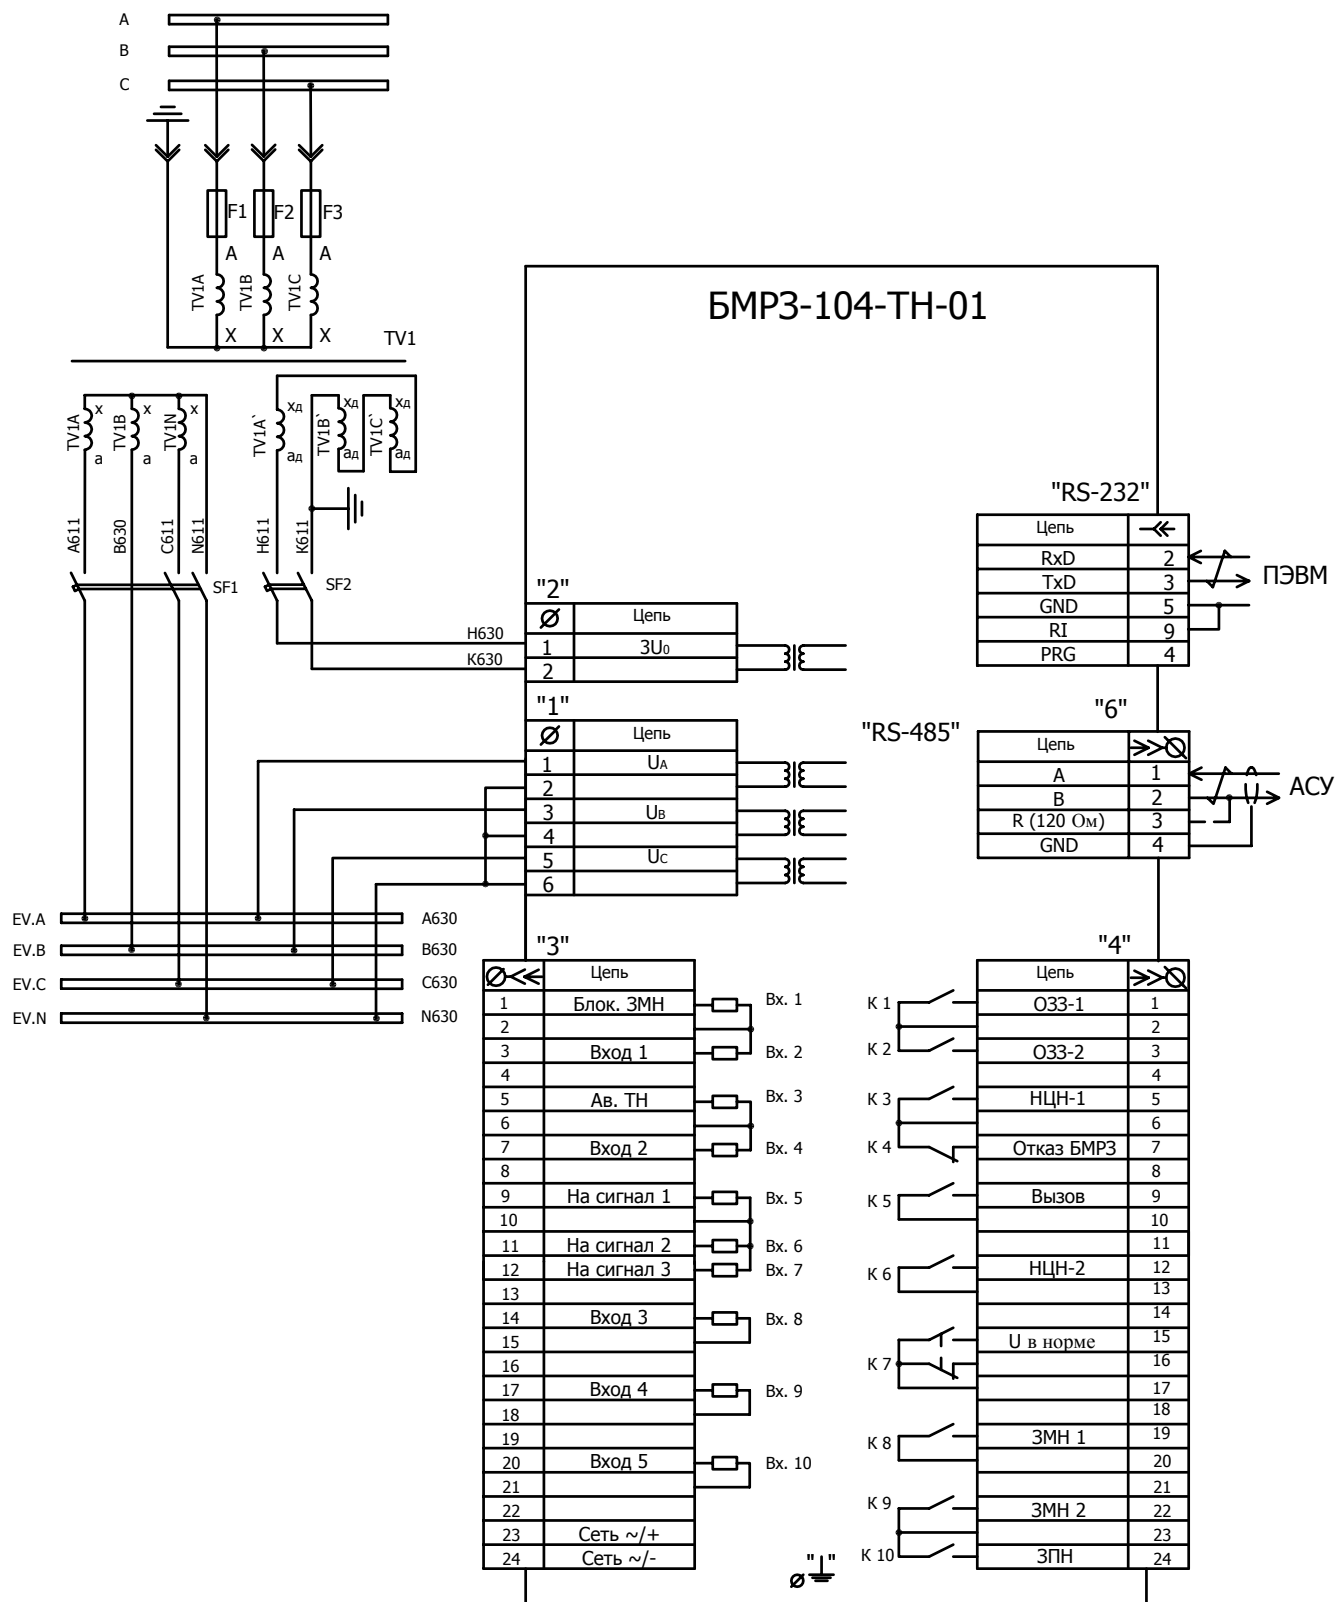 A
B
C
F1 F2 F3
A A A
TV1A TV1B TV1C
X X X
TV1
БМРЗ-104-ТН-01
TV1A x a
TV1B x a
TV1N x a
TV1A` xд aд
TV1B` xд aд
TV1C` xд aд
A611 B630 C611 N611 H611 K611
SF1 SF2
H630
K630
"2"
Цепь
1 3U0
2
"1"
Цепь
1 UA
2
3 UB
4
5 UC
6
EV.A A630
EV.B B630
EV.C C630
EV.N N630
"RS-232"
Цепь
RxD 2
TxD 3
GND 5
RI 9
PRG 4
ПЭВМ
"RS-485" "6"
Цепь
A 1
B 2
R (120 Ом) 3
GND 4
АСУ
"3"
Цепь
1 Блок. ЗМН Вх. 1
2
3 Вход 1 Вх. 2
4
5 Ав. ТН Вх. 3
6
7 Вход 2 Вх. 4
8
9 На сигнал 1 Вх. 5
10
11 На сигнал 2 Вх. 6
12 На сигнал 3 Вх. 7
13
14 Вход 3 Вх. 8
15
16
17 Вход 4 Вх. 9
18
19
20 Вход 5 Вх. 10
21
22
23 Сеть ~/+
24 Сеть ~/-
"4"
Цепь
К 1 ОЗЗ-1 1
2
К 2 ОЗЗ-2 3
4
К 3 НЦН-1 5
6
К 4 Отказ БМРЗ 7
8
К 5 Вызов 9
10
11
К 6 НЦН-2 12
13
14
U в норме 15
К 7 16
17
18
К 8 ЗМН 1 19
20
21
К 9 ЗМН 2 22
23
К 10 ЗПН 24
" "